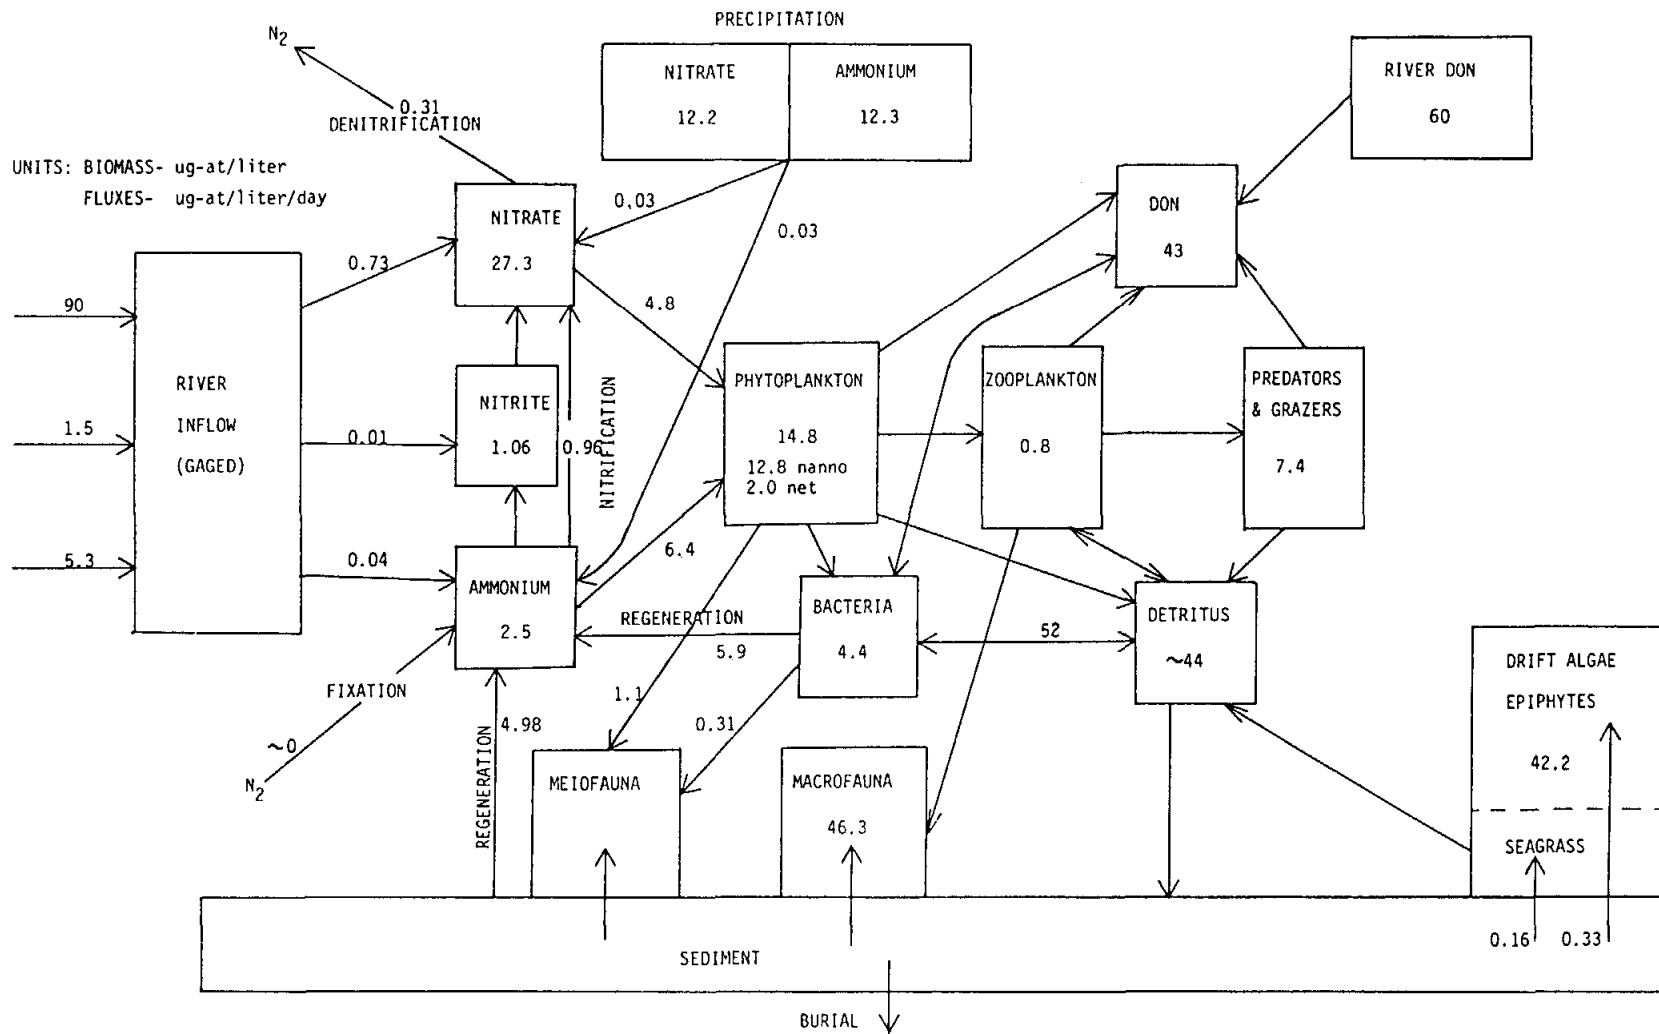 PRECIPITATION
N2
NITRATE
AMMONIUM
12.2
12.3
RIVER DON
60
0.31
DENITRIFICATION
UNITS: BIOMASS- ug-at/liter
FLUXES- ug-at/liter/day
NITRATE
27.3
0.03
0.03
DON
43
0.73
4.8
90
RIVER
INFLOW
(GAGED)
1.5
5.3
0.01
0.04
NITRITE
1.06
0.96
NITRIFICATION
PHYTOPLANKTON
14.8
12.8 nanno
2.0 net
ZOOPLANKTON
0.8
PREDATORS
& GRAZERS
7.4
6.4
AMMONIUM
2.5
REGENERATION
5.9
BACTERIA
4.4
52
DETRITUS
~44
DRIFT ALGAE
EPIPHYTES
42.2
SEAGRASS
FIXATION
~0
N2
REGENERATION
4.98
1.1
0.31
MEIOFAUNA
MACROFAUNA
46.3
SEDIMENT
0.16
0.33
BURIAL